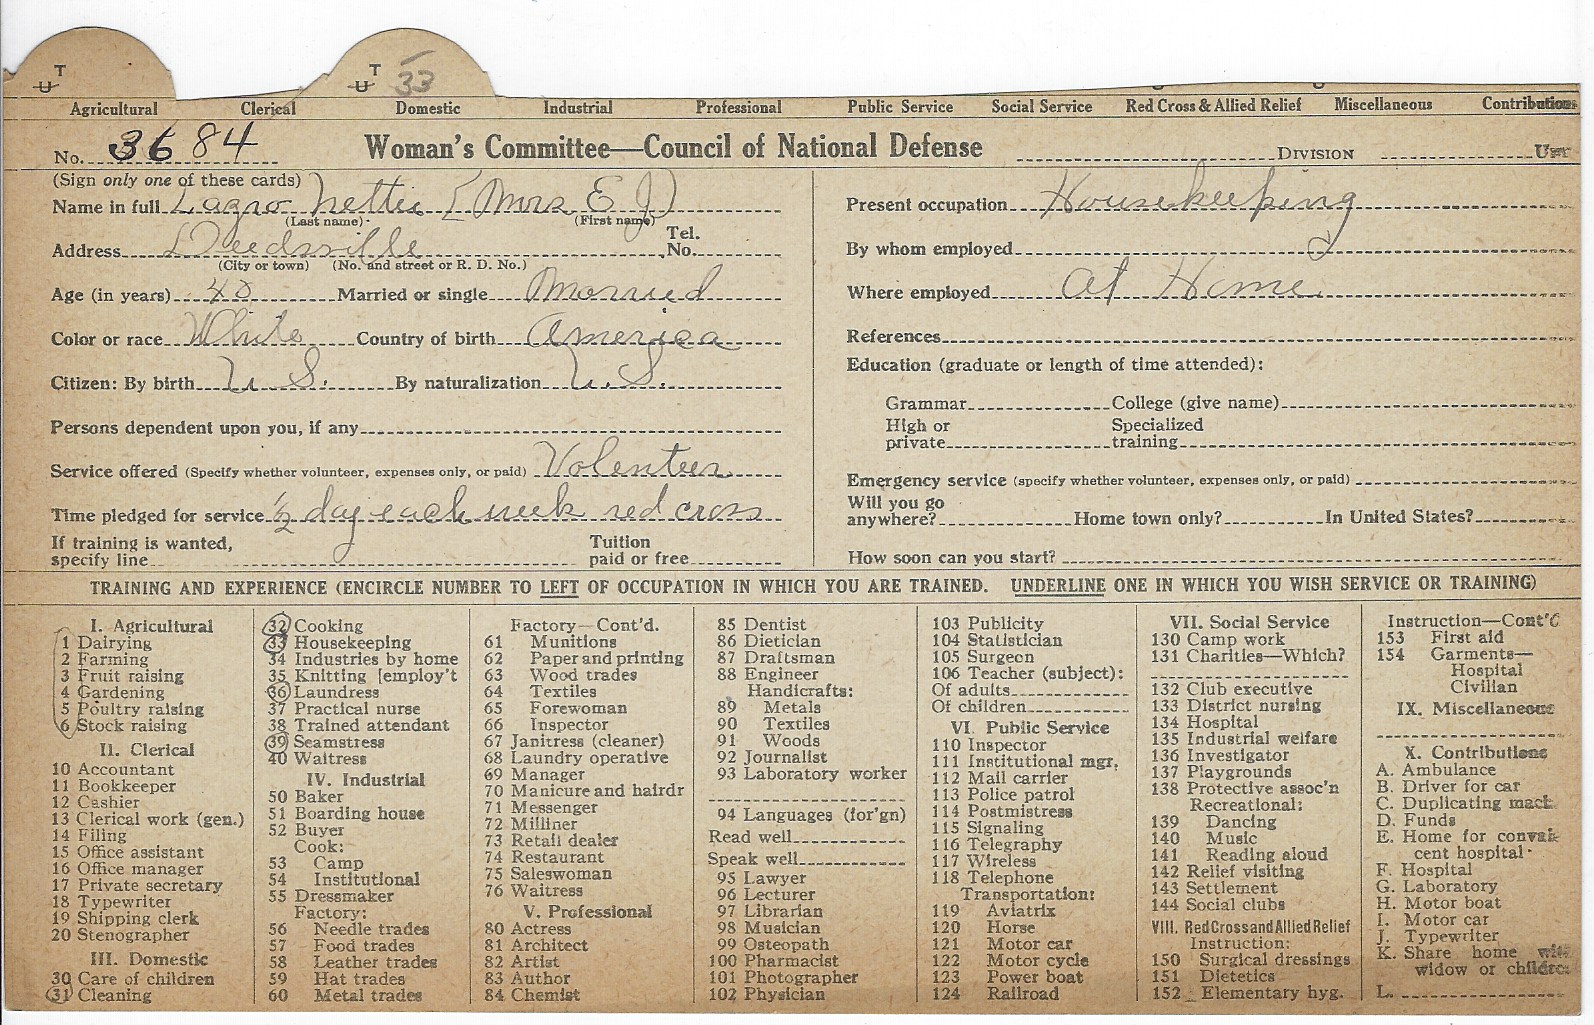 T T
U U 33
Agricultural Clerical Domestic Industrial Professional Public Service Social Service Red Cross & Allied Relief Miscellaneous Contributions
No. 3684 Woman's Committee—Council of National Defense DIVISION
(Sign only one of these cards)
Name in full Lagro Nettie (Mrs E J)
(Last name) (First name)
Address Deedsville Tel. No.
(City or town) (No. and street or R. D. No.)
Age (in years) 48 Married or single Married
Color or race White Country of birth America
Citizen: By birth U. S. By naturalization U. S.
Persons dependent upon you, if any
Service offered (Specify whether volunteer, expenses only, or paid) Volenteer
Time pledged for service 1/2 day each week red cross
If training is wanted, specify line Tuition paid or free
Present occupation Housekeeping
By whom employed
Where employed At Home
References
Education (graduate or length of time attended):
Grammar College (give name)
High or private Specialized training
Emergency service (specify whether volunteer, expenses only, or paid)
Will you go anywhere? Home town only? In United States?
How soon can you start?
TRAINING AND EXPERIENCE (ENCIRCLE NUMBER TO LEFT OF OCCUPATION IN WHICH YOU ARE TRAINED. UNDERLINE ONE IN WHICH YOU WISH SERVICE OR TRAINING)
I. Agricultural
1 Dairying
2 Farming
3 Fruit raising
4 Gardening
5 Poultry raising
6 Stock raising
II. Clerical
10 Accountant
11 Bookkeeper
12 Cashier
13 Clerical work (gen.)
14 Filing
15 Office assistant
16 Office manager
17 Private secretary
18 Typewriter
19 Shipping clerk
20 Stenographer
III. Domestic
30 Care of children
31 Cleaning
32 Cooking
33 Housekeeping
34 Industries by home
35 Knitting [employ't
36 Laundress
37 Practical nurse
38 Trained attendant
39 Seamstress
40 Waitress
IV. Industrial
50 Baker
51 Boarding house
52 Buyer
Cook:
53 Camp
54 Institutional
55 Dressmaker
Factory:
56 Needle trades
57 Food trades
58 Leather trades
59 Hat trades
60 Metal trades
Factory—Cont'd.
61 Munitions
62 Paper and printing
63 Wood trades
64 Textiles
65 Forewoman
66 Inspector
67 Janitress (cleaner)
68 Laundry operative
69 Manager
70 Manicure and hairdr
71 Messenger
72 Milliner
73 Retail dealer
74 Restaurant
75 Saleswoman
76 Waitress
V. Professional
80 Actress
81 Architect
82 Artist
83 Author
84 Chemist
85 Dentist
86 Dietician
87 Draftsman
88 Engineer
Handicrafts:
89 Metals
90 Textiles
91 Woods
92 Journalist
93 Laboratory worker
94 Languages (for'gn)
Read well
Speak well
95 Lawyer
96 Lecturer
97 Librarian
98 Musician
99 Osteopath
100 Pharmacist
101 Photographer
102 Physician
103 Publicity
104 Statistician
105 Surgeon
106 Teacher (subject):
Of adults
Of children
VI. Public Service
110 Inspector
111 Institutional mgr.
112 Mail carrier
113 Police patrol
114 Postmistress
115 Signaling
116 Telegraphy
117 Wireless
118 Telephone
Transportation:
119 Aviatrix
120 Horse
121 Motor car
122 Motor cycle
123 Power boat
124 Railroad
VII. Social Service
130 Camp work
131 Charities—Which?
132 Club executive
133 District nursing
134 Hospital
135 Industrial welfare
136 Investigator
137 Playgrounds
138 Protective assoc'n
Recreational:
139 Dancing
140 Music
141 Reading aloud
142 Relief visiting
143 Settlement
144 Social clubs
VIII. Red Cross and Allied Relief
Instruction:
150 Surgical dressings
151 Dietetics
152 Elementary hyg.
Instruction—Cont'd
153 First aid
154 Garments—
Hospital
Civilian
IX. Miscellaneous
X. Contributions
A. Ambulance
B. Driver for car
C. Duplicating mach.
D. Funds
E. Home for convales-
cent hospital
F. Hospital
G. Laboratory
H. Motor boat
I. Motor car
J. Typewriter
K. Share home with
widow or children
L.